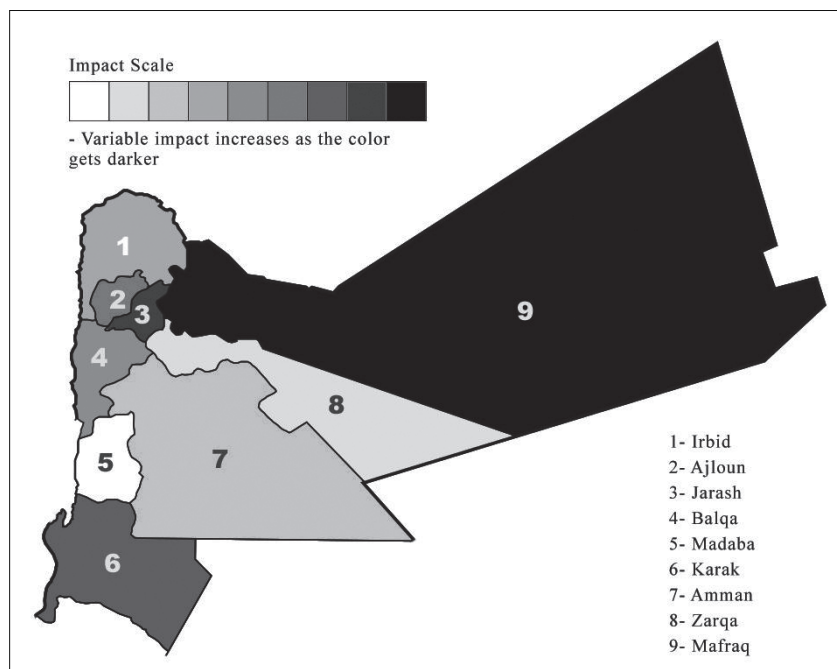 Impact Scale
- Variable impact increases as the color
gets darker
1
2
3
4
5
6
7
8
9
1- Irbid
2- Ajloun
3- Jarash
4- Balqa
5- Madaba
6- Karak
7- Amman
8- Zarqa
9- Mafraq